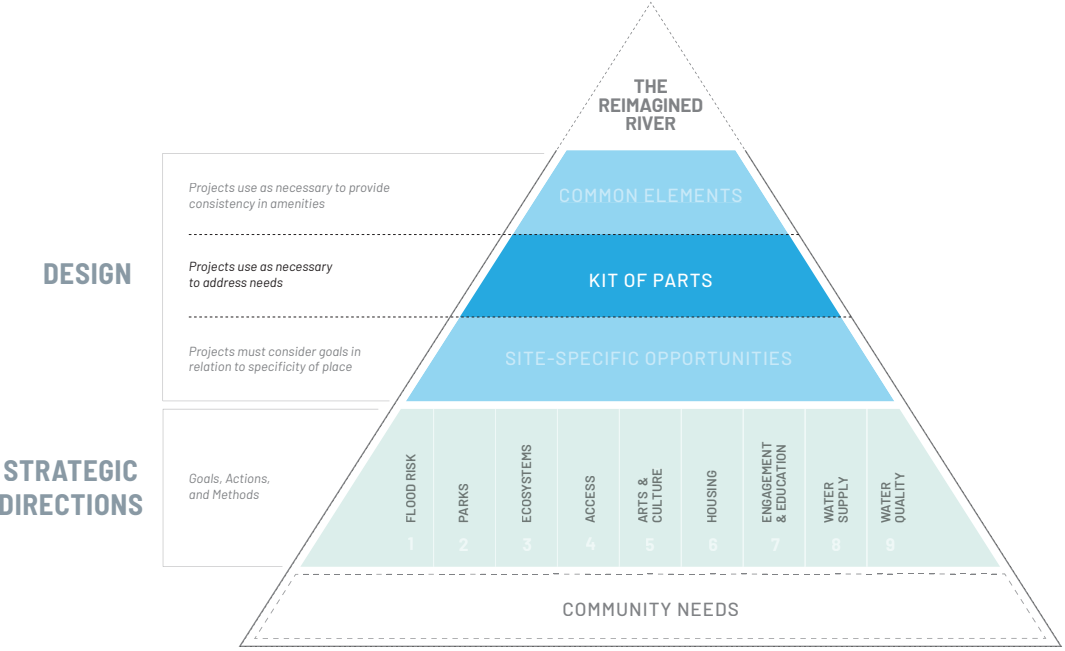 THE
REIMAGINED
RIVER
Projects use as necessary to provide
consistency in amenities
COMMON ELEMENTS
DESIGN
Projects use as necessary
to address needs
KIT OF PARTS
Projects must consider goals in
relation to specificity of place
SITE-SPECIFIC OPPORTUNITIES
STRATEGIC
DIRECTIONS
Goals, Actions,
and Methods
FLOOD RISK
1
PARKS
2
ECOSYSTEMS
3
ACCESS
4
ARTS &
CULTURE
5
HOUSING
6
ENGAGEMENT
& EDUCATION
7
WATER
SUPPLY
8
WATER
QUALITY
9
COMMUNITY NEEDS